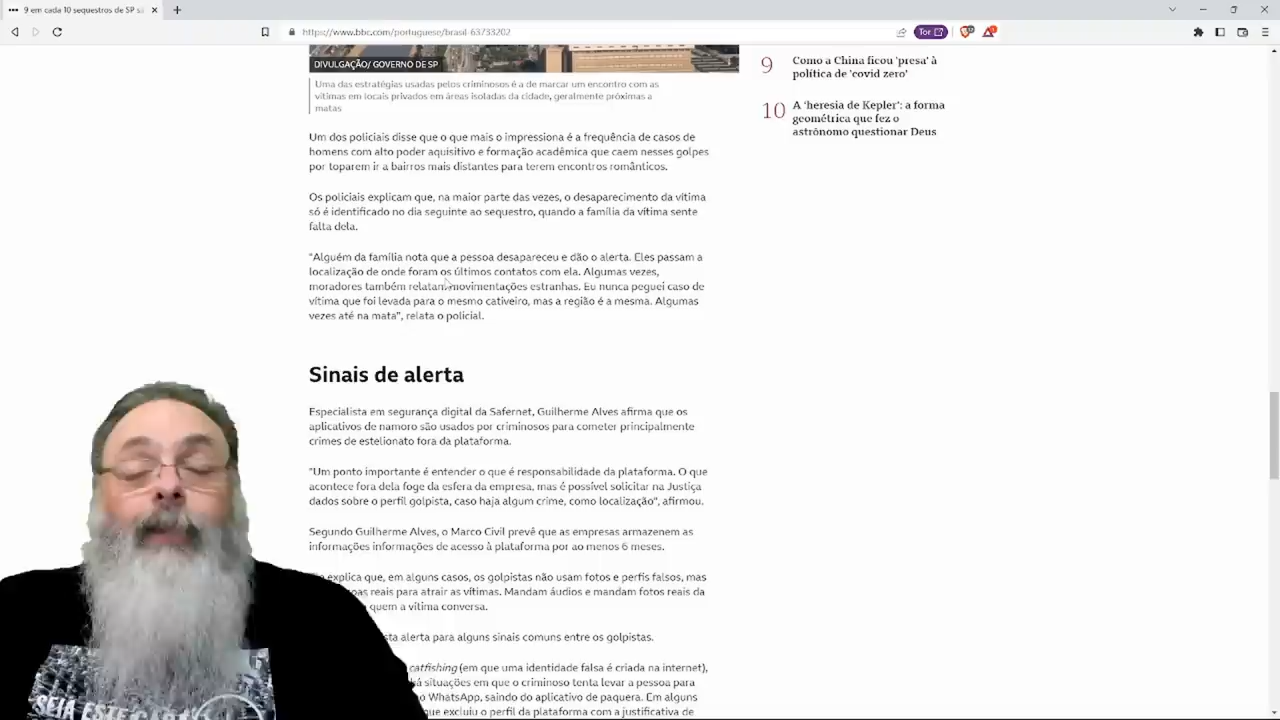 9 em cada 10 sequestros de SP sã
https://www.bbc.com/portuguese/brasil-63733202
Tor
DIVULGAÇÃO/ GOVERNO DE SP
Uma das estratégias usadas pelos criminosos é a de marcar um encontro com as
vítimas em locais privados em áreas isoladas da cidade, geralmente próximas a
matas
Um dos policiais disse que o que mais o impressiona é a frequência de casos de
homens com alto poder aquisitivo e formação acadêmica que caem nesses golpes
por toparem ir a bairros mais distantes para terem encontros românticos.
Os policiais explicam que, na maior parte das vezes, o desaparecimento da vítima
só é identificado no dia seguinte ao sequestro, quando a família da vítima sente
falta dela.
"Alguém da família nota que a pessoa desapareceu e dão o alerta. Eles passam a
localização de onde foram os últimos contatos com ela. Algumas vezes,
moradores também relatam movimentações estranhas. Eu nunca peguei caso de
vítima que foi levada para o mesmo cativeiro, mas a região é a mesma. Algumas
vezes até na mata", relata o policial.
Sinais de alerta
Especialista em segurança digital da Safernet, Guilherme Alves afirma que os
aplicativos de namoro são usados por criminosos para cometer principalmente
crimes de estelionato fora da plataforma.
"Um ponto importante é entender o que é responsabilidade da plataforma. O que
acontece fora dela foge da esfera da empresa, mas é possível solicitar na Justiça
dados sobre o perfil golpista, caso haja algum crime, como localização", afirmou.
Segundo Guilherme Alves, o Marco Civil prevê que as empresas armazenem as
informações informações de acesso à plataforma por ao menos 6 meses.
explica que, em alguns casos, os golpistas não usam fotos e perfis falsos, mas
oas reais para atrair as vítimas. Mandam áudios e mandam fotos reais da
quem a vítima conversa.
sta alerta para alguns sinais comuns entre os golpistas.
catfishing (em que uma identidade falsa é criada na internet),
há situações em que o criminoso tenta levar a pessoa para
o WhatsApp, saindo do aplicativo de paquera. Em alguns
que excluiu o perfil da plataforma com a justificativa de
9 Como a China ficou 'presa' à
política de 'covid zero'
10 A 'heresia de Kepler': a forma
geométrica que fez o
astrônomo questionar Deus